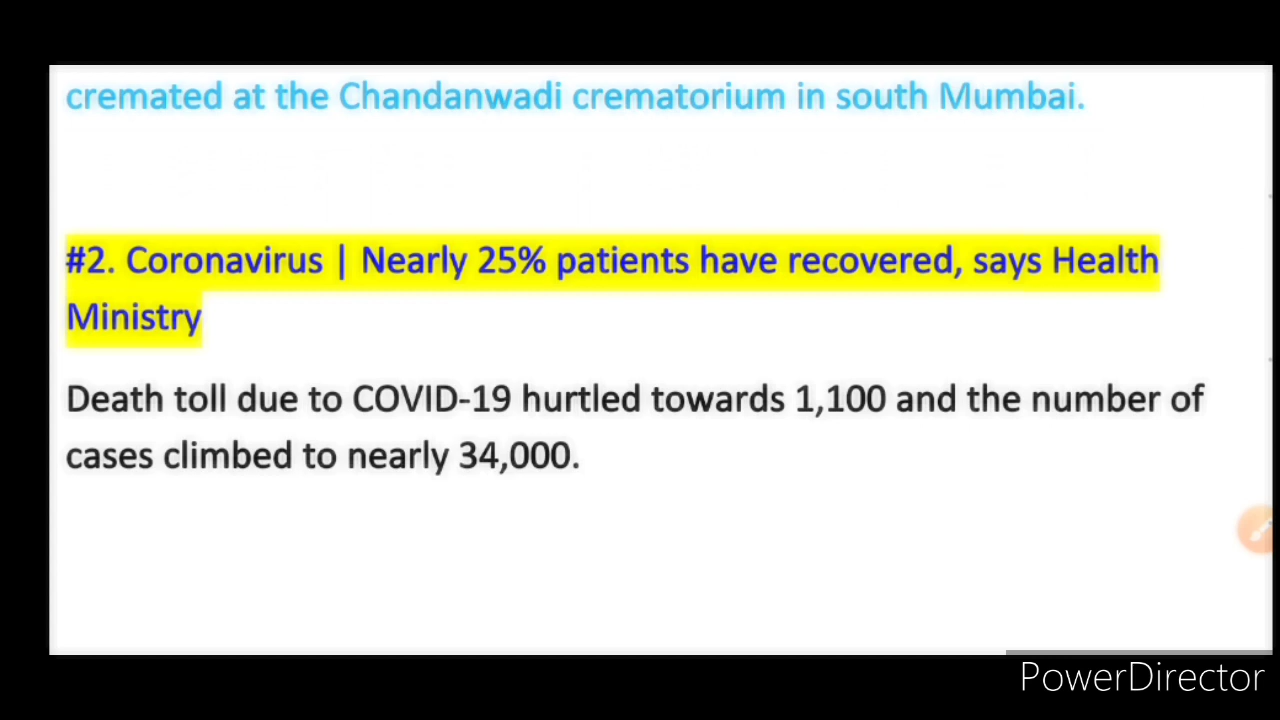 cremated at the Chandanwadi crematorium in south Mumbai.
#2. Coronavirus | Nearly 25% patients have recovered, says Health
Ministry
Death toll due to COVID-19 hurtled towards 1,100 and the number of
cases climbed to nearly 34,000.
PowerDirector